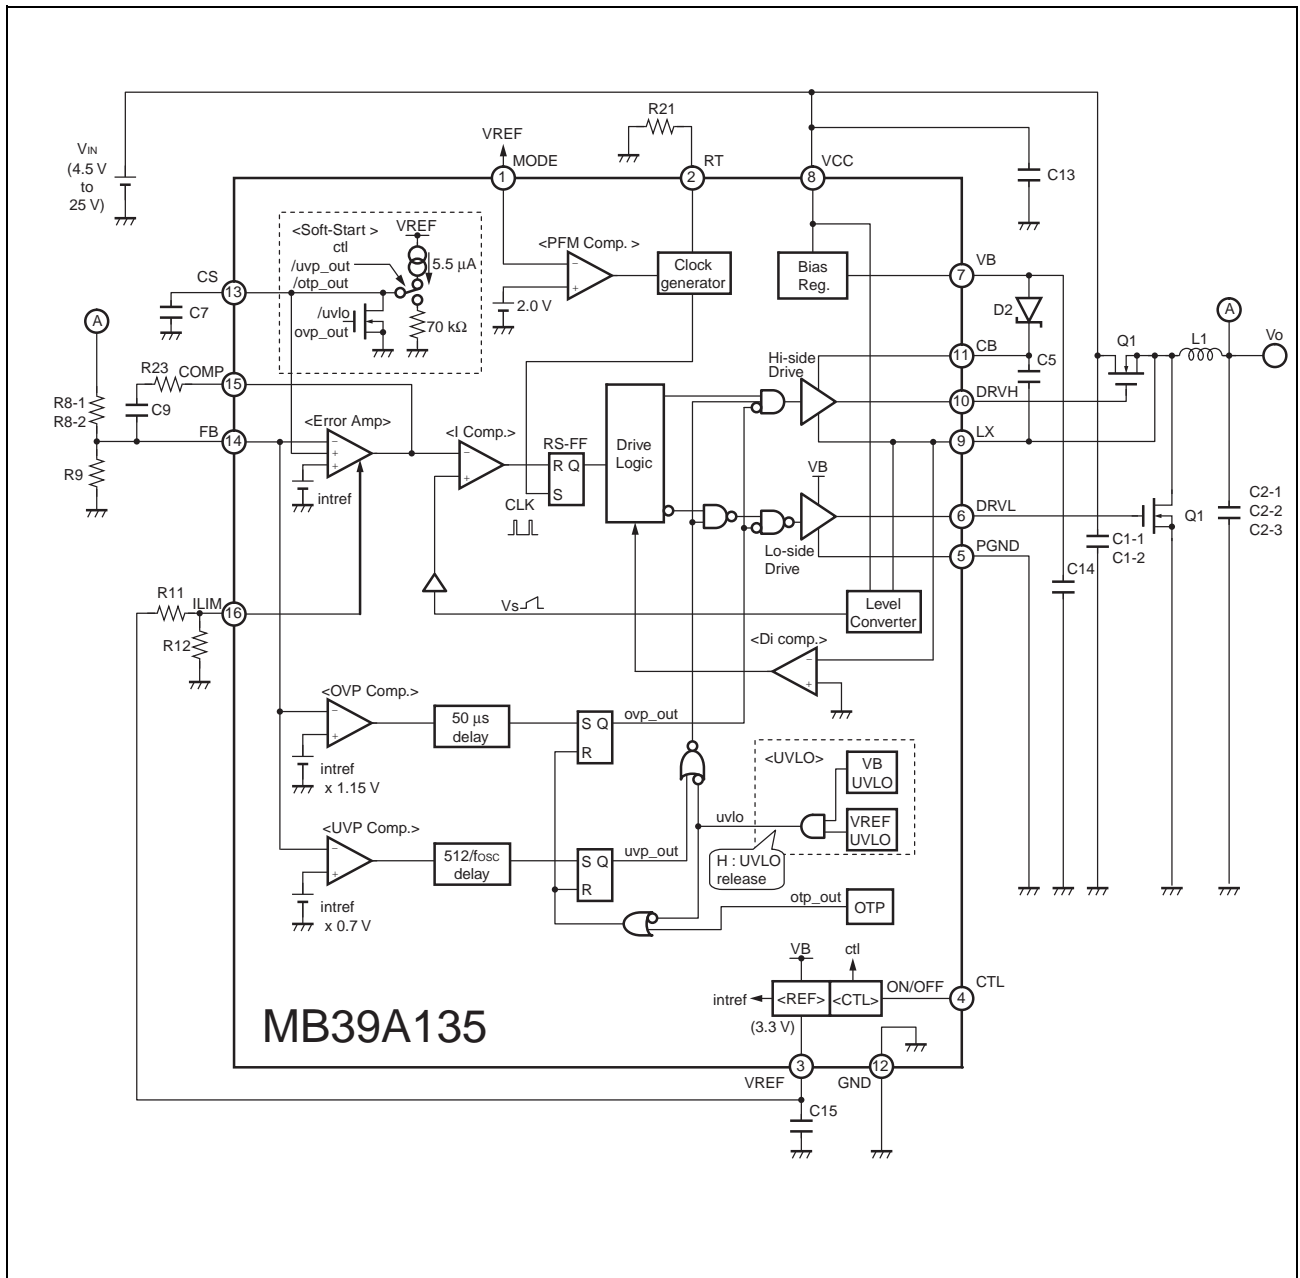 R21
VREF
MODE
RT
VCC
VIN
(4.5 V
to
25 V)
1
2
8
C13
<Soft-Start >
ctl
/uvp_out
/otp_out
VREF
5.5 µA
/uvlo
ovp_out
70 kΩ
<PFM Comp. >
−
+
2.0 V
Clock
generator
Bias
Reg.
7
VB
CS
13
C7
A
D2
A
Q1
L1
Vo
CB
11
C5
Hi-side
Drive
10
DRVH
9
LX
R23
COMP
15
R8-1
R8-2
C9
FB
14
R9
<Error Amp>
−
+
+
intref
<I Comp.>
−
+
RS-FF
R Q
S
CLK
Drive
Logic
VB
Lo-side
Drive
6
DRVL
5
PGND
Q1
C2-1
C2-2
C2-3
C1-1
C1-2
C14
R11
ILIM
16
R12
Vs
Level
Converter
<Di comp.>
−
+
<OVP Comp.>
−
+
50 µs
delay
S Q
R
ovp_out
intref
x 1.15 V
<UVLO>
VB
UVLO
VREF
UVLO
uvlo
H : UVLO
release
<UVP Comp.>
−
+
512/fOSC
delay
S Q
R
uvp_out
intref
x 0.7 V
otp_out
OTP
VB
ctl
intref
<REF>
<CTL>
ON/OFF
4
CTL
(3.3 V)
MB39A135
3
12
VREF
GND
C15